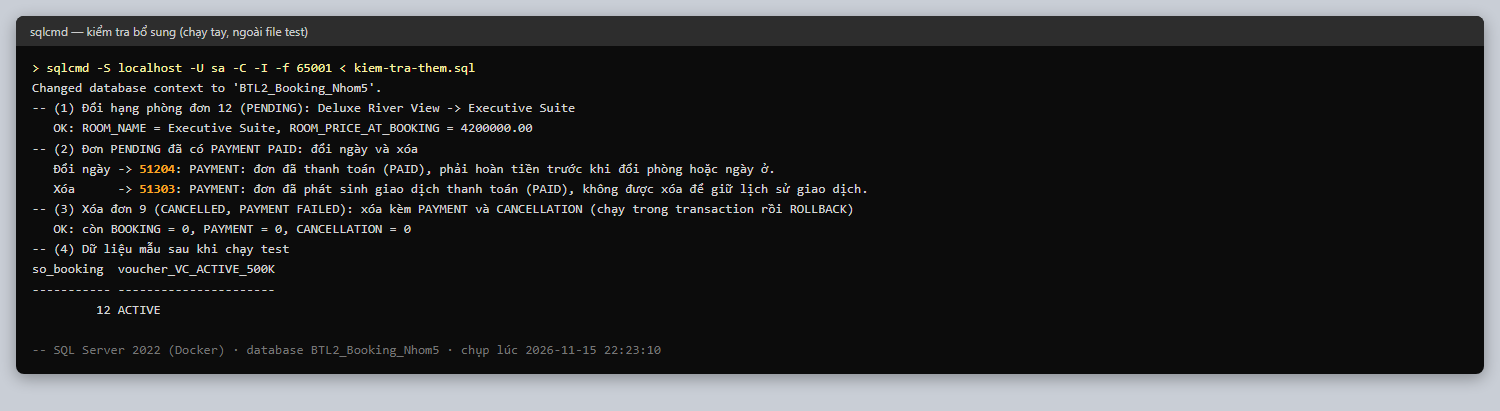 sqlcmd — kiểm tra bổ sung (chạy tay, ngoài file test)
> sqlcmd -S localhost -U sa -C -I -f 65001 < kiem-tra-them.sql
Changed database context to 'BTL2_Booking_Nhom5'.
-- (1) Đổi hạng phòng đơn 12 (PENDING): Deluxe River View -> Executive Suite
   OK: ROOM_NAME = Executive Suite, ROOM_PRICE_AT_BOOKING = 4200000.00
-- (2) Đơn PENDING đã có PAYMENT PAID: đổi ngày và xóa
   Đổi ngày -> 51204: PAYMENT: đơn đã thanh toán (PAID), phải hoàn tiền trước khi đổi phòng hoặc ngày ở.
   Xóa      -> 51303: PAYMENT: đơn đã phát sinh giao dịch thanh toán (PAID), không được xóa để giữ lịch sử giao dịch.
-- (3) Xóa đơn 9 (CANCELLED, PAYMENT FAILED): xóa kèm PAYMENT và CANCELLATION (chạy trong transaction rồi ROLLBACK)
   OK: còn BOOKING = 0, PAYMENT = 0, CANCELLATION = 0
-- (4) Dữ liệu mẫu sau khi chạy test
so_booking  voucher_VC_ACTIVE_500K
----------- ----------------------
         12 ACTIVE
-- SQL Server 2022 (Docker) · database BTL2_Booking_Nhom5 · chụp lúc 2026-11-15 22:23:10